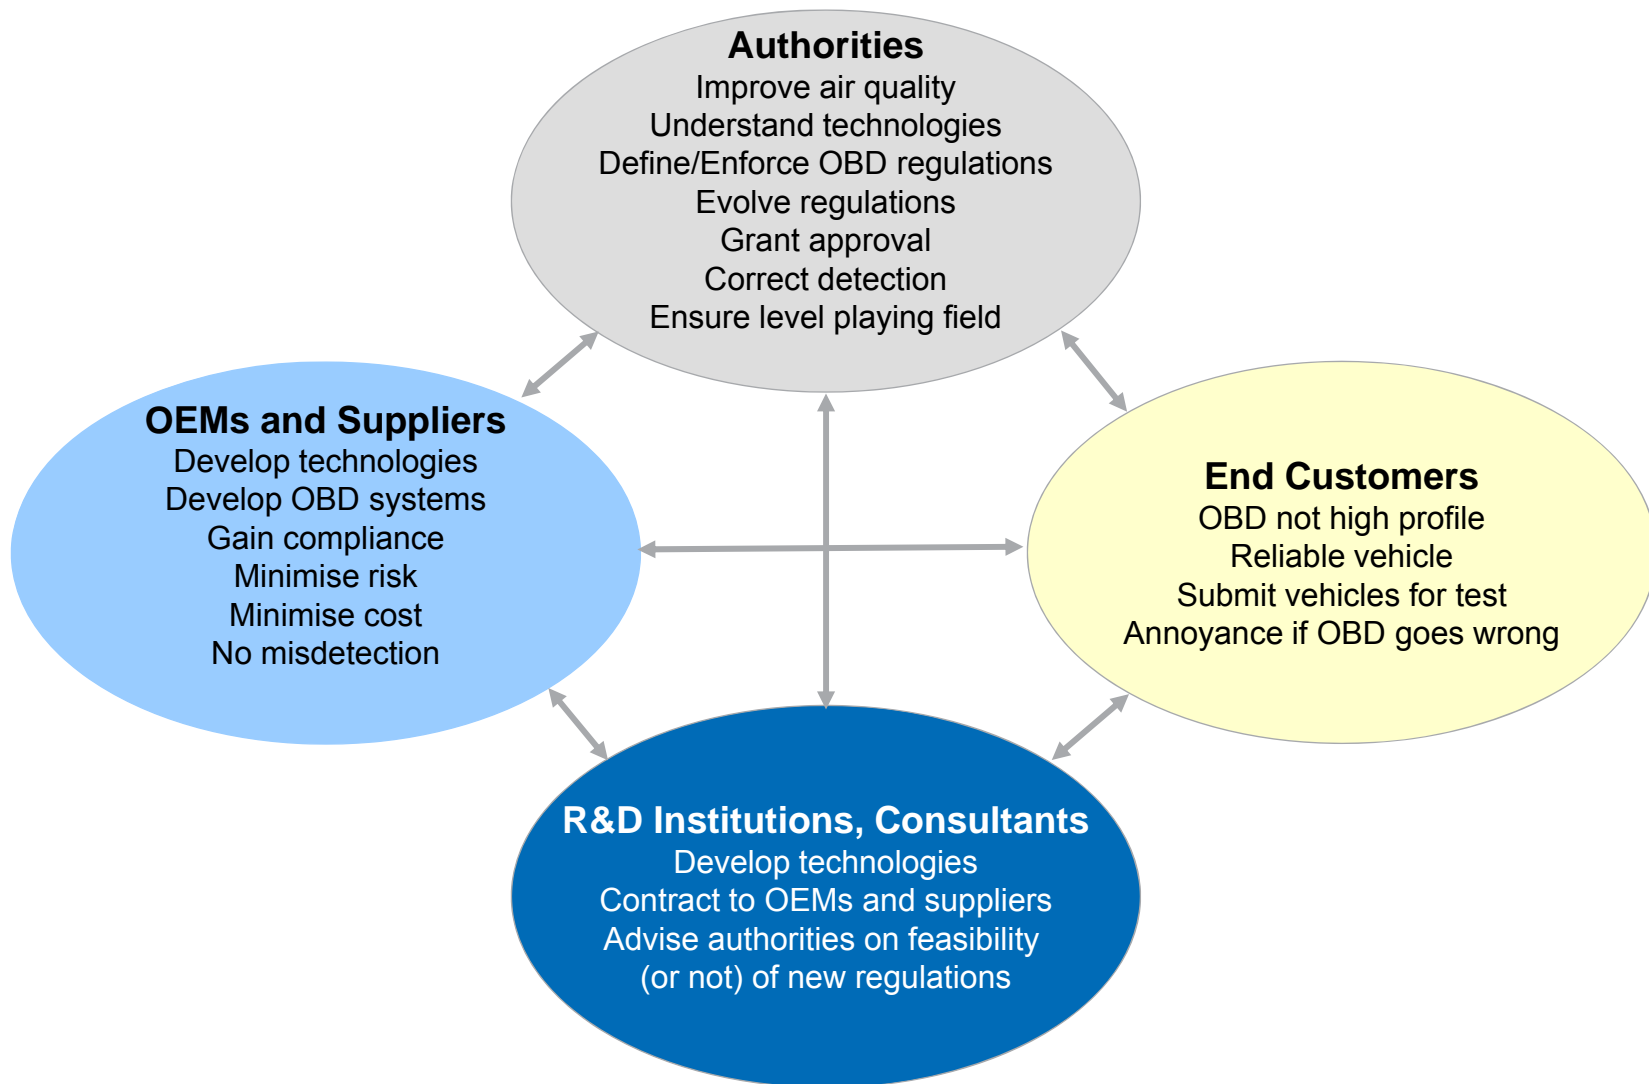 Authorities
Improve air quality
Understand technologies
Define/Enforce OBD regulations
Evolve regulations
Grant approval
Correct detection
Ensure level playing field
OEMs and Suppliers
Develop technologies
Develop OBD systems
Gain compliance
Minimise risk
Minimise cost
No misdetection
End Customers
OBD not high profile
Reliable vehicle
Submit vehicles for test
Annoyance if OBD goes wrong
R&D Institutions, Consultants
Develop technologies
Contract to OEMs and suppliers
Advise authorities on feasibility
(or not) of new regulations